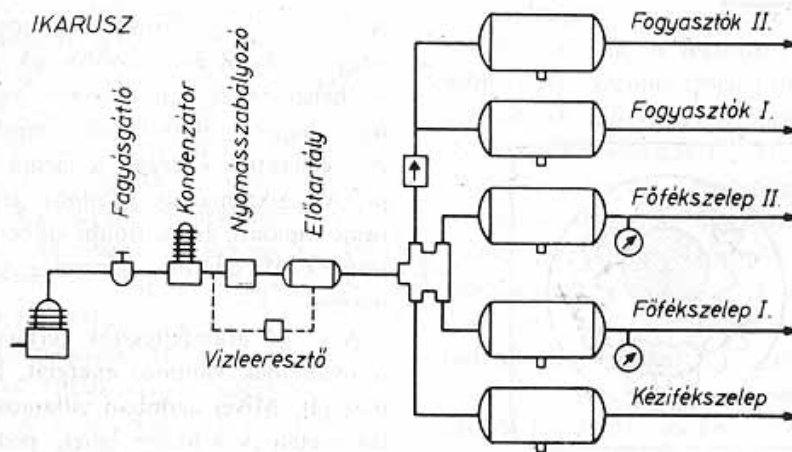 IKARUSZ
Fagyásgátló
Kondenzátor
Nyomásszabályozó
Előtartály
Vízleeresztő
Fogyasztók II.
Fogyasztók I.
Főfékszelep II.
Főfékszelep I.
Kézifékszelep